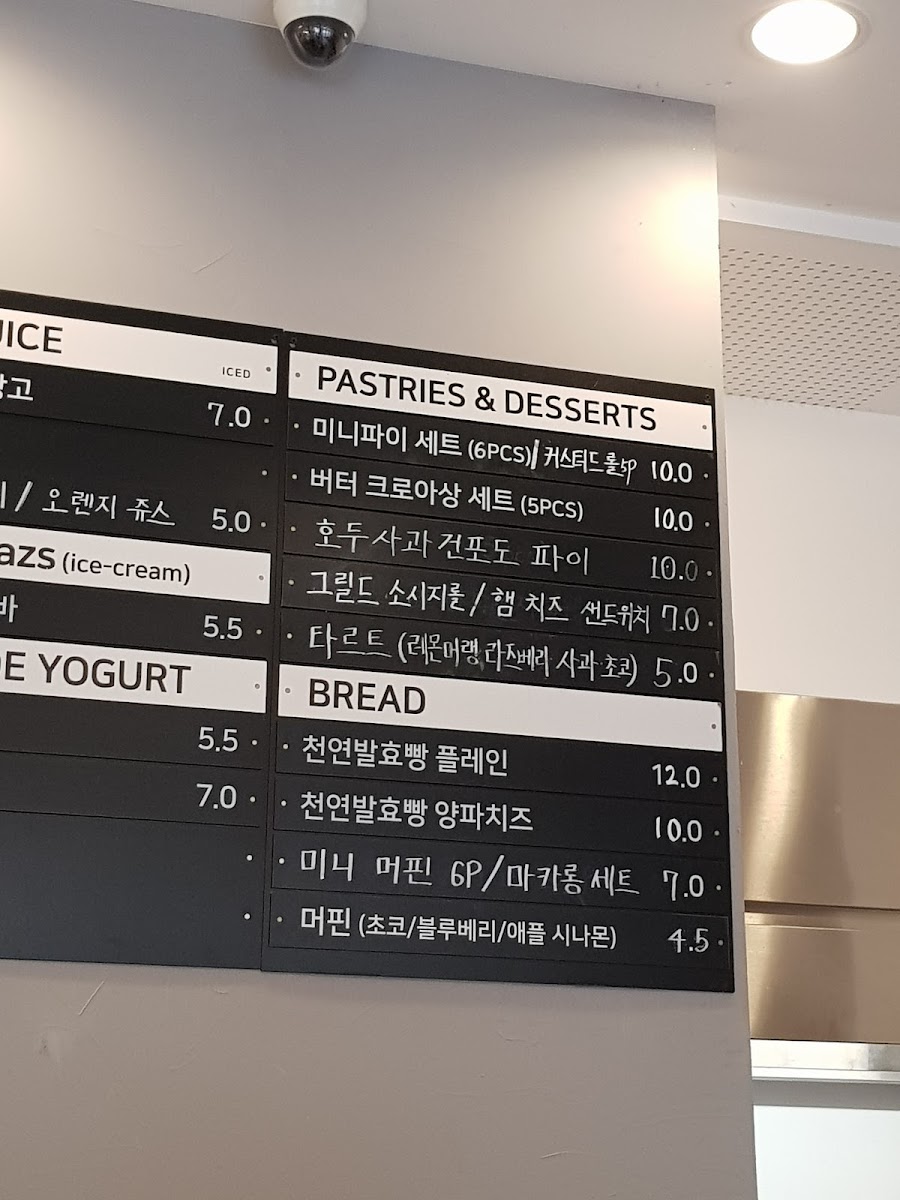 UICE
ICED
망고 7.0
/ 오렌지 쥬스 5.0
azs (ice-cream)
바 5.5
DE YOGURT
5.5
7.0
PASTRIES & DESSERTS
미니파이 세트 (6PCS)/커스터드롤5P 10.0
버터 크로아상 세트 (5PCS) 10.0
호두사과건포도 파이 10.0
그릴드 소시지롤/햄 치즈 샌드위치 7.0
타르트 (레몬머랭 라즈베리 사과·초코) 5.0
BREAD
천연발효빵 플레인 12.0
천연발효빵 양파치즈 10.0
미니 머핀 6P/마카롱세트 7.0
머핀 (초코/블루베리/애플 시나몬) 4.5